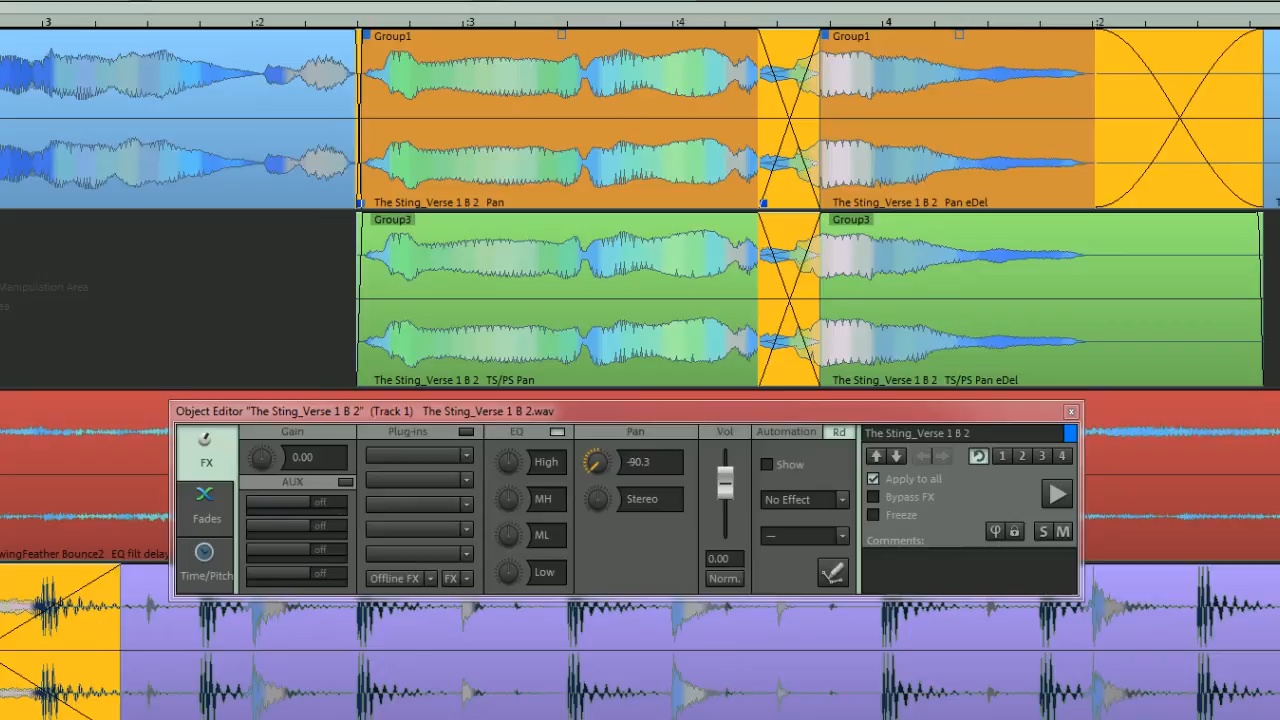 3 :2 :3 :4 4 :2
Group1 Group1
The Sting_Verse 1 B 2 Pan The Sting_Verse 1 B 2 Pan eDel
Group3 Group3
Manipulation Area
ea
The Sting_Verse 1 B 2 TS/PS Pan The Sting_Verse 1 B 2 TS/PS Pan eDel
Object Editor "The Sting_Verse 1 B 2" (Track 1) The Sting_Verse 1 B 2.wav x
FX
Fades
Time/Pitch
Gain
0.00
AUX
off
off
off
off
Plug-ins
Offline FX FX
EQ
High
MH
ML
Low
Pan
-90.3
Stereo
Vol
0.00
Norm.
Automation Rd
Show
No Effect
---
The Sting_Verse 1 B 2
1 2 3 4
Apply to all
Bypass FX
Freeze
φ S M
Comments:
wingFeather Bounce2 EQ filt delay